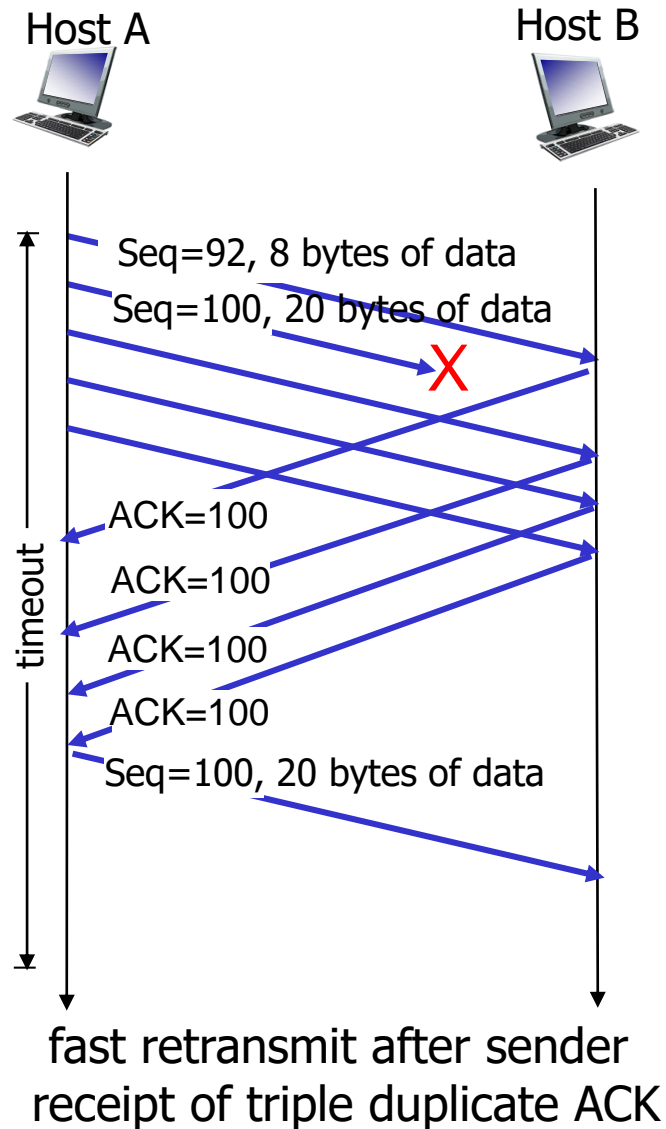 Host A
Host B
Seq=92, 8 bytes of data
Seq=100, 20 bytes of data
X
ACK=100
ACK=100
ACK=100
ACK=100
timeout
Seq=100, 20 bytes of data
fast retransmit after sender
receipt of triple duplicate ACK